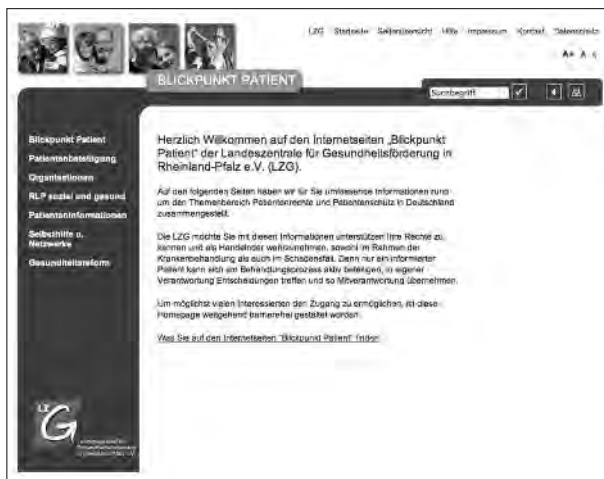 LZG Startseite Seitenübersicht Hilfe Impressum Kontakt Datenschutz
A+ A
BLICKPUNKT PATIENT
Suchbegriff
Blickpunkt Patient
Patientenbeteiligung
Organisationen
RLP sozial und gesund
Patienteninformationen
Selbsthilfe u.
Netzwerke
Gesundheitsreform
Herzlich Willkommen auf den Internetseiten „Blickpunkt
Patient" der Landeszentrale für Gesundheitsförderung in
Rheinland-Pfalz e.V. (LZG).
Auf den folgenden Seiten haben wir für Sie umfassende Informationen rund
um den Themenbereich Patientenrechte und Patientenschutz in Deutschland
zusammengestellt.
Die LZG möchte Sie mit diesen Informationen unterstützen Ihre Rechte zu
kennen und als Handelnder wahrzunehmen, sowohl im Rahmen der
Krankenbehandlung als auch im Schadensfall. Denn nur ein informierter
Patient kann sich am Behandlungsprozess aktiv beteiligen, in eigener
Verantwortung Entscheidungen treffen und so Mitverantwortung übernehmen.
Um möglichst vielen Interessierten den Zugang zu ermöglichen, ist diese
Homepage weitgehend barrierefrei gestaltet worden.
Was Sie auf den Internetseiten "Blickpunkt Patient" finden
LZG